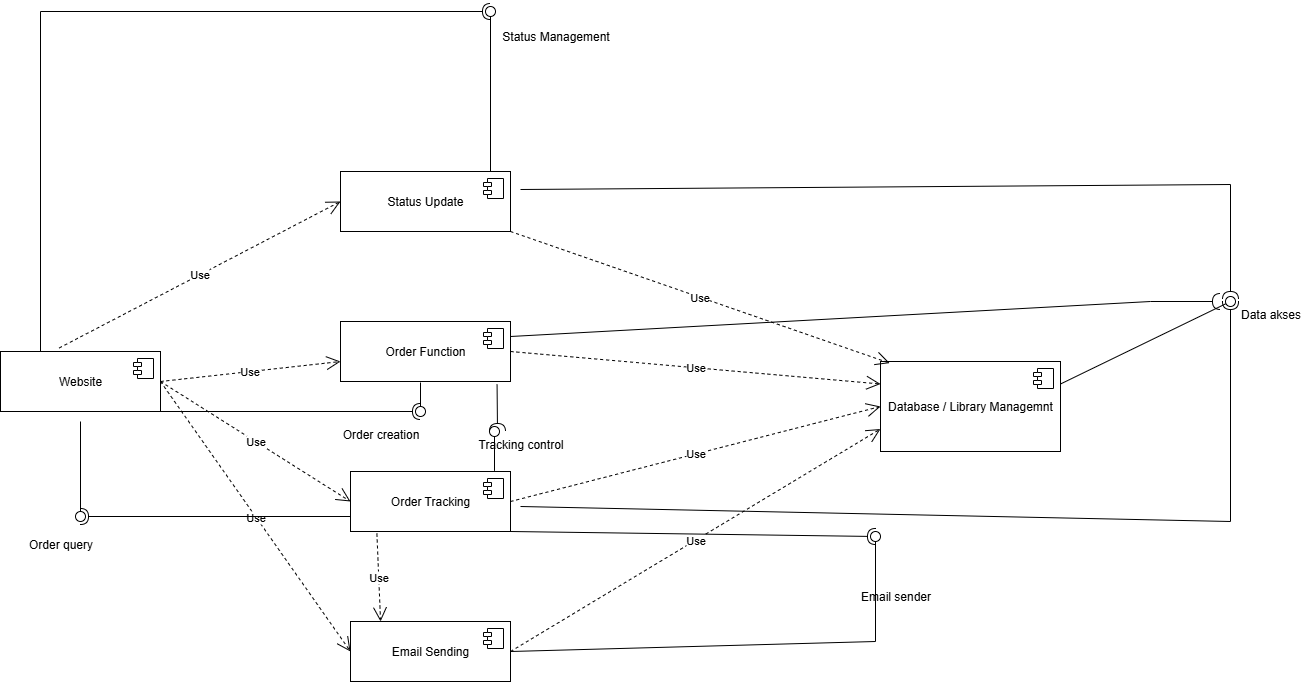 Status Management
Status Update
Use
Use
Data akses
Order Function
Use
Use
Website
Database / Library Managemnt
Order creation
Use
Tracking control
Use
Order Tracking
Use
Use
Order query
Use
Email sender
Email Sending